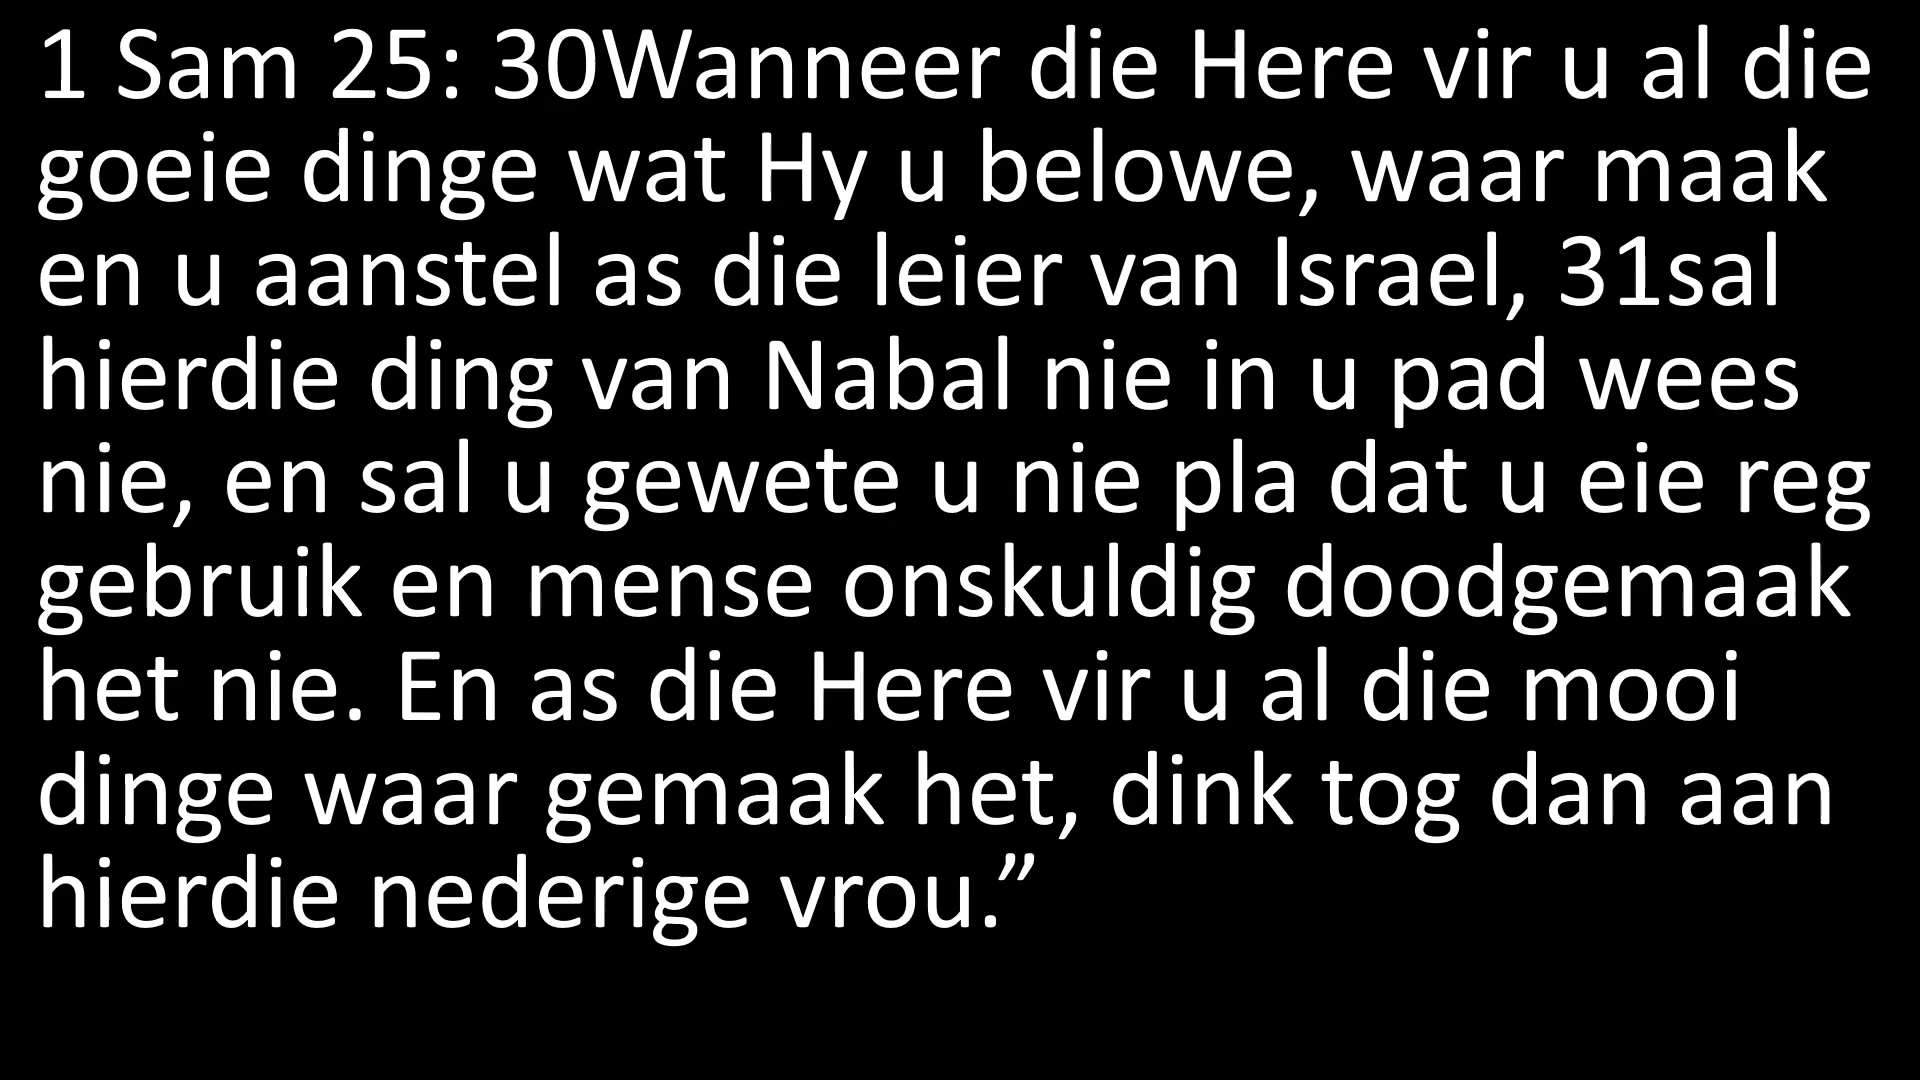 1 Sam 25: 30Wanneer die Here vir u al die
goeie dinge wat Hy u belowe, waar maak
en u aanstel as die leier van Israel, 31sal
hierdie ding van Nabal nie in u pad wees
nie, en sal u gewete u nie pla dat u eie reg
gebruik en mense onskuldig doodgemaak
het nie. En as die Here vir u al die mooi
dinge waar gemaak het, dink tog dan aan
hierdie nederige vrou.”